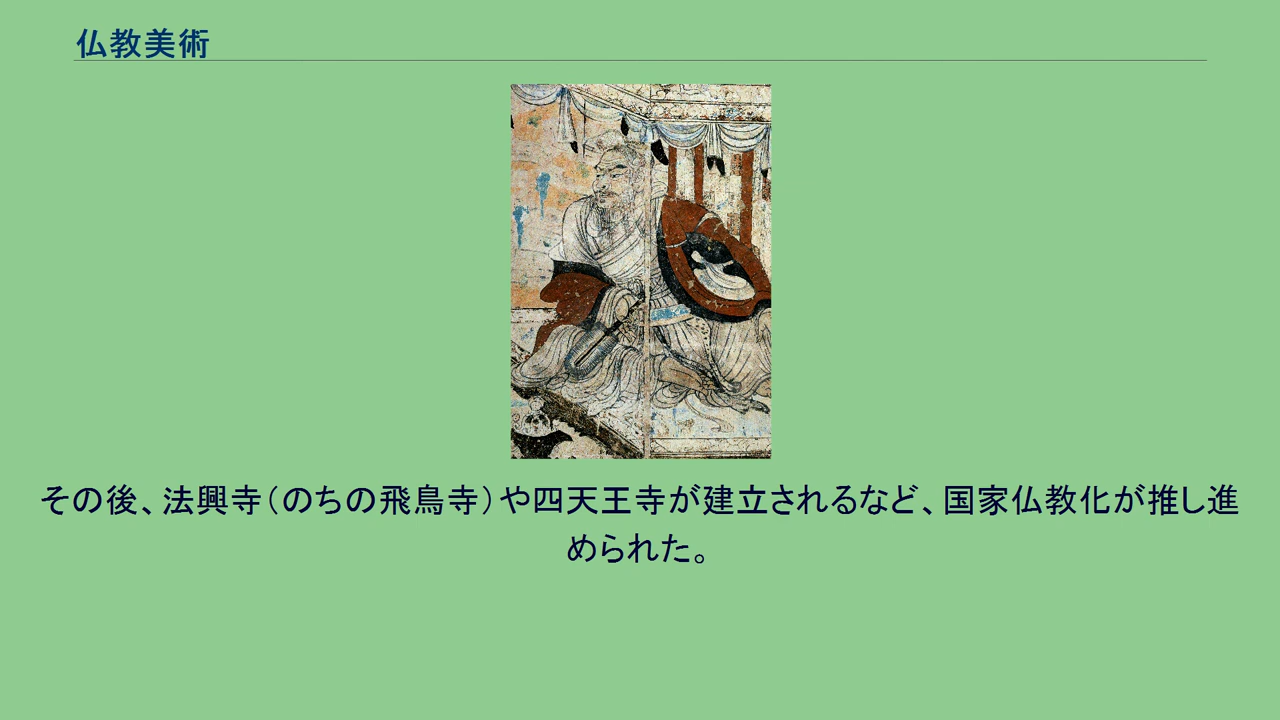 仏教美術
その後、法興寺（のちの飛鳥寺）や四天王寺が建立されるなど、国家仏教化が推し進
められた。